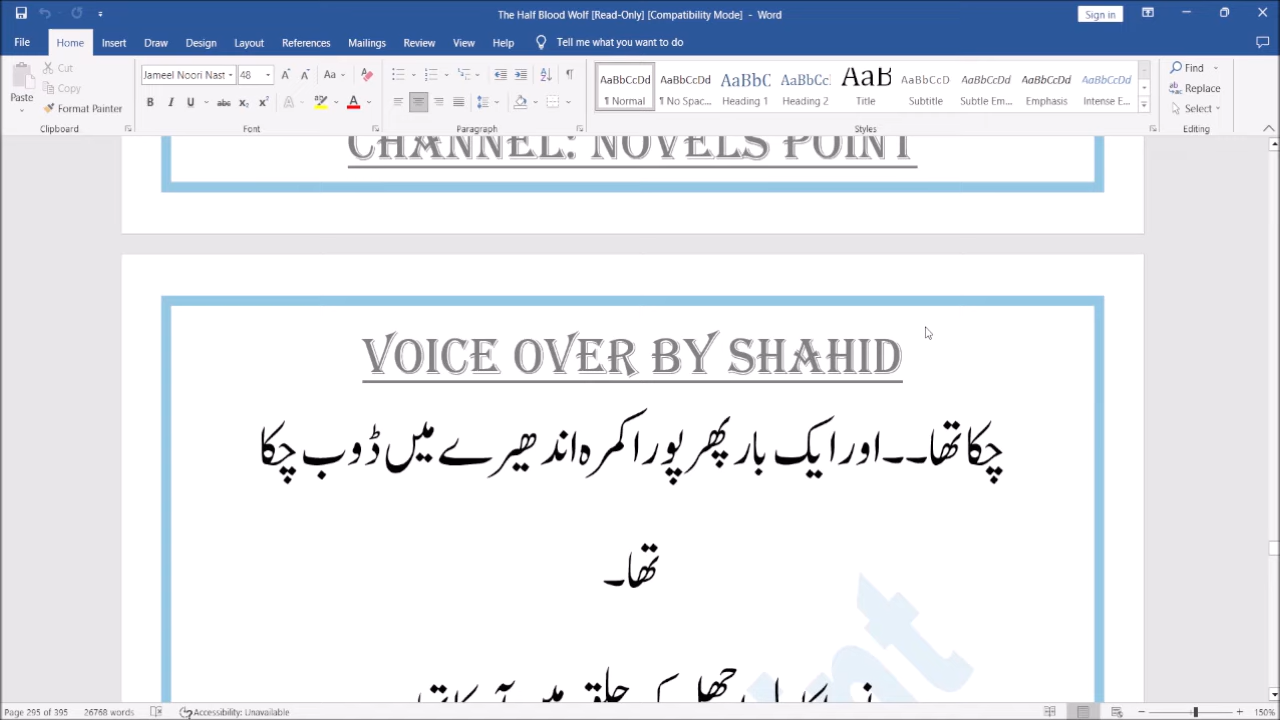 The Half Blood Wolf [Read-Only] [Compatibility Mode] - Word
Sign in
File Home Insert Draw Design Layout References Mailings Review View Help Tell me what you want to do
Paste
Cut
Copy
Format Painter
Clipboard
Jameel Noori Nast 48
Font
Paragraph
AaBbCcDd AaBbCcDd AaBbC AaBbCc AaB AaBbCcD AaBbCcDd AaBbCcDd AaBbCcDd
¶ Normal ¶ No Spac... Heading 1 Heading 2 Title Subtitle Subtle Em... Emphasis Intense E...
Styles
Find
Replace
Select
Editing
CHANNEL: NOVELS POINT
VOICE OVER BY SHAHID
چکا تھا۔۔اور ایک بار پھر پورا کمرہ اندھیرے میں ڈوب چکا
تھا۔
Page 295 of 395 26768 words Accessibility: Unavailable 150%